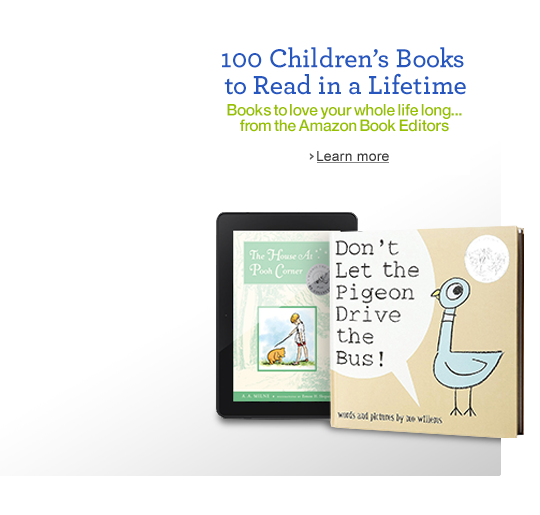 100 Children's Books
to Read in a Lifetime
Books to love your whole life long...
from the Amazon Book Editors
› Learn more
The House At
Pooh Corner
A. A. MILNE
Don't
Let the
Pigeon
Drive
the
Bus!
words and pictures by mo willems